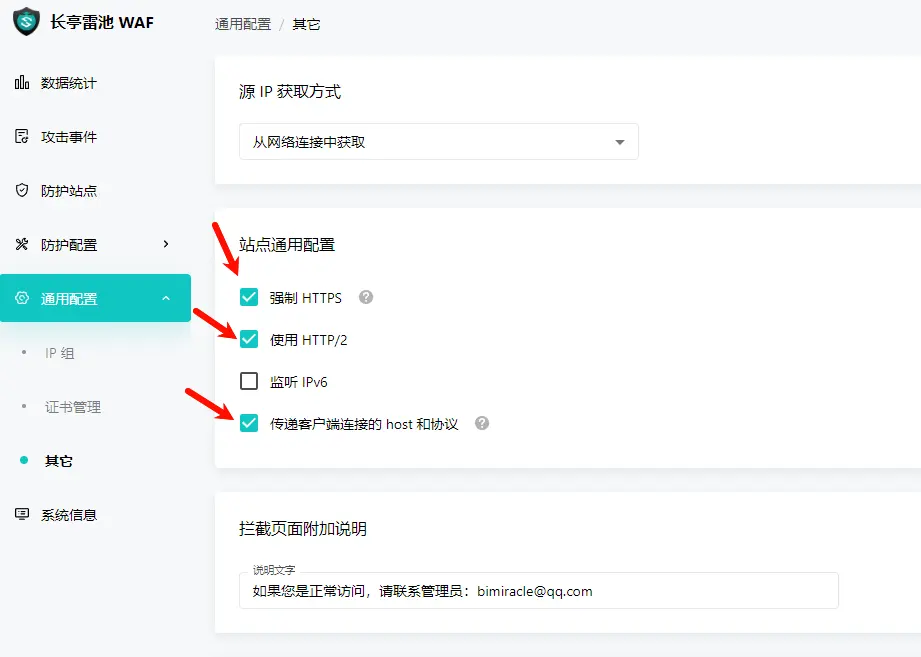 长亭雷池 WAF
通用配置 / 其它
数据统计
攻击事件
防护站点
防护配置
通用配置
IP 组
证书管理
其它
系统信息
源 IP 获取方式
从网络连接中获取
站点通用配置
强制 HTTPS
使用 HTTP/2
监听 IPv6
传递客户端连接的 host 和协议
拦截页面附加说明
说明文字
如果您是正常访问，请联系管理员：bimiracle@qq.com